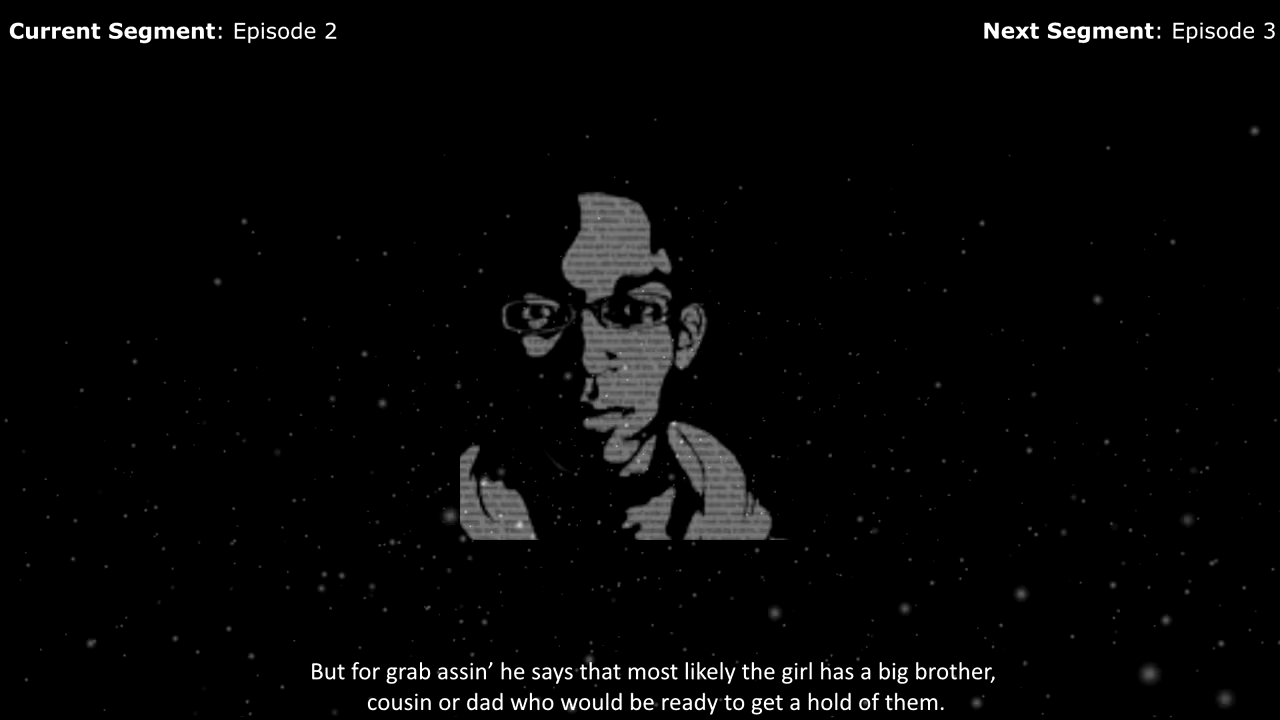 Current Segment: Episode 2
Next Segment: Episode 3
But for grab assin’ he says that most likely the girl has a big brother,
cousin or dad who would be ready to get a hold of them.